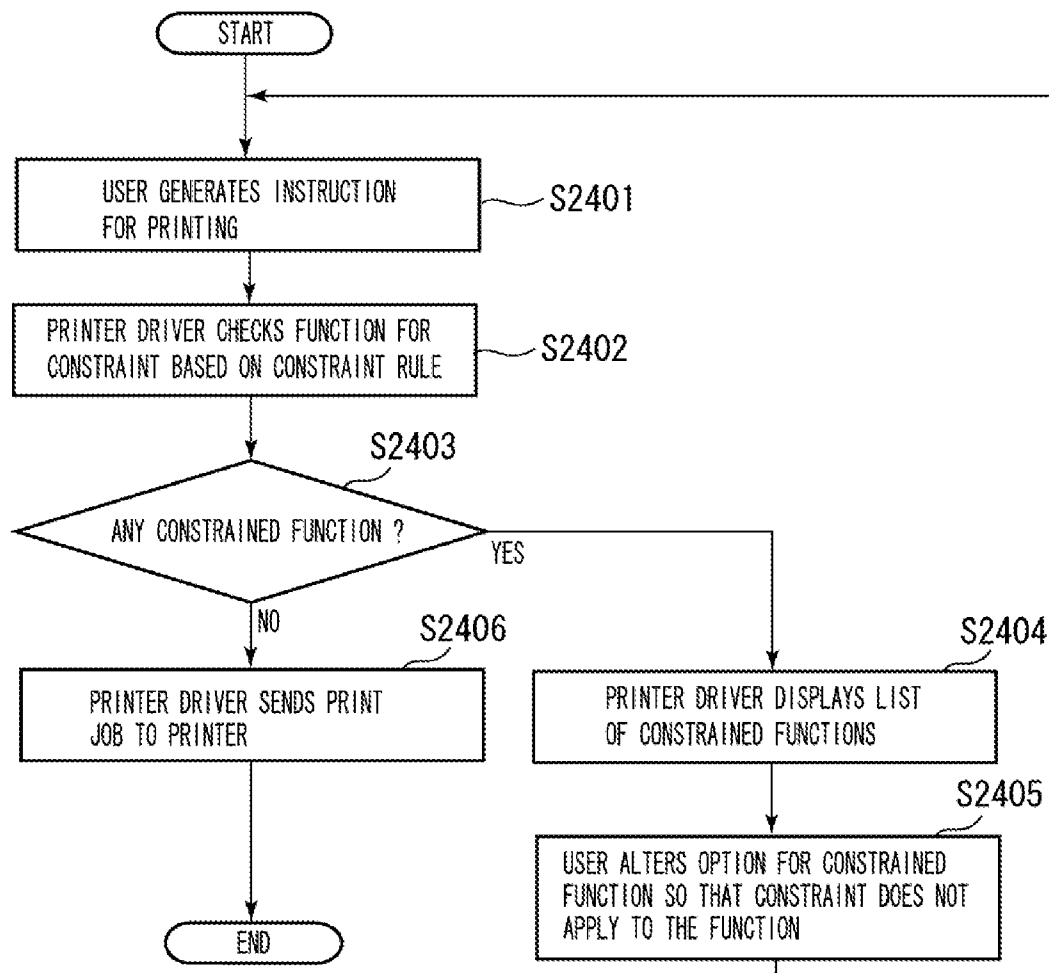 START
USER GENERATES INSTRUCTION
FOR PRINTING
S2401
PRINTER DRIVER CHECKS FUNCTION FOR
CONSTRAINT BASED ON CONSTRAINT RULE
S2402
S2403
ANY CONSTRAINED FUNCTION ?
YES
NO
S2406
PRINTER DRIVER SENDS PRINT
JOB TO PRINTER
S2404
PRINTER DRIVER DISPLAYS LIST
OF CONSTRAINED FUNCTIONS
S2405
USER ALTERS OPTION FOR CONSTRAINED
FUNCTION SO THAT CONSTRAINT DOES NOT
APPLY TO THE FUNCTION
END